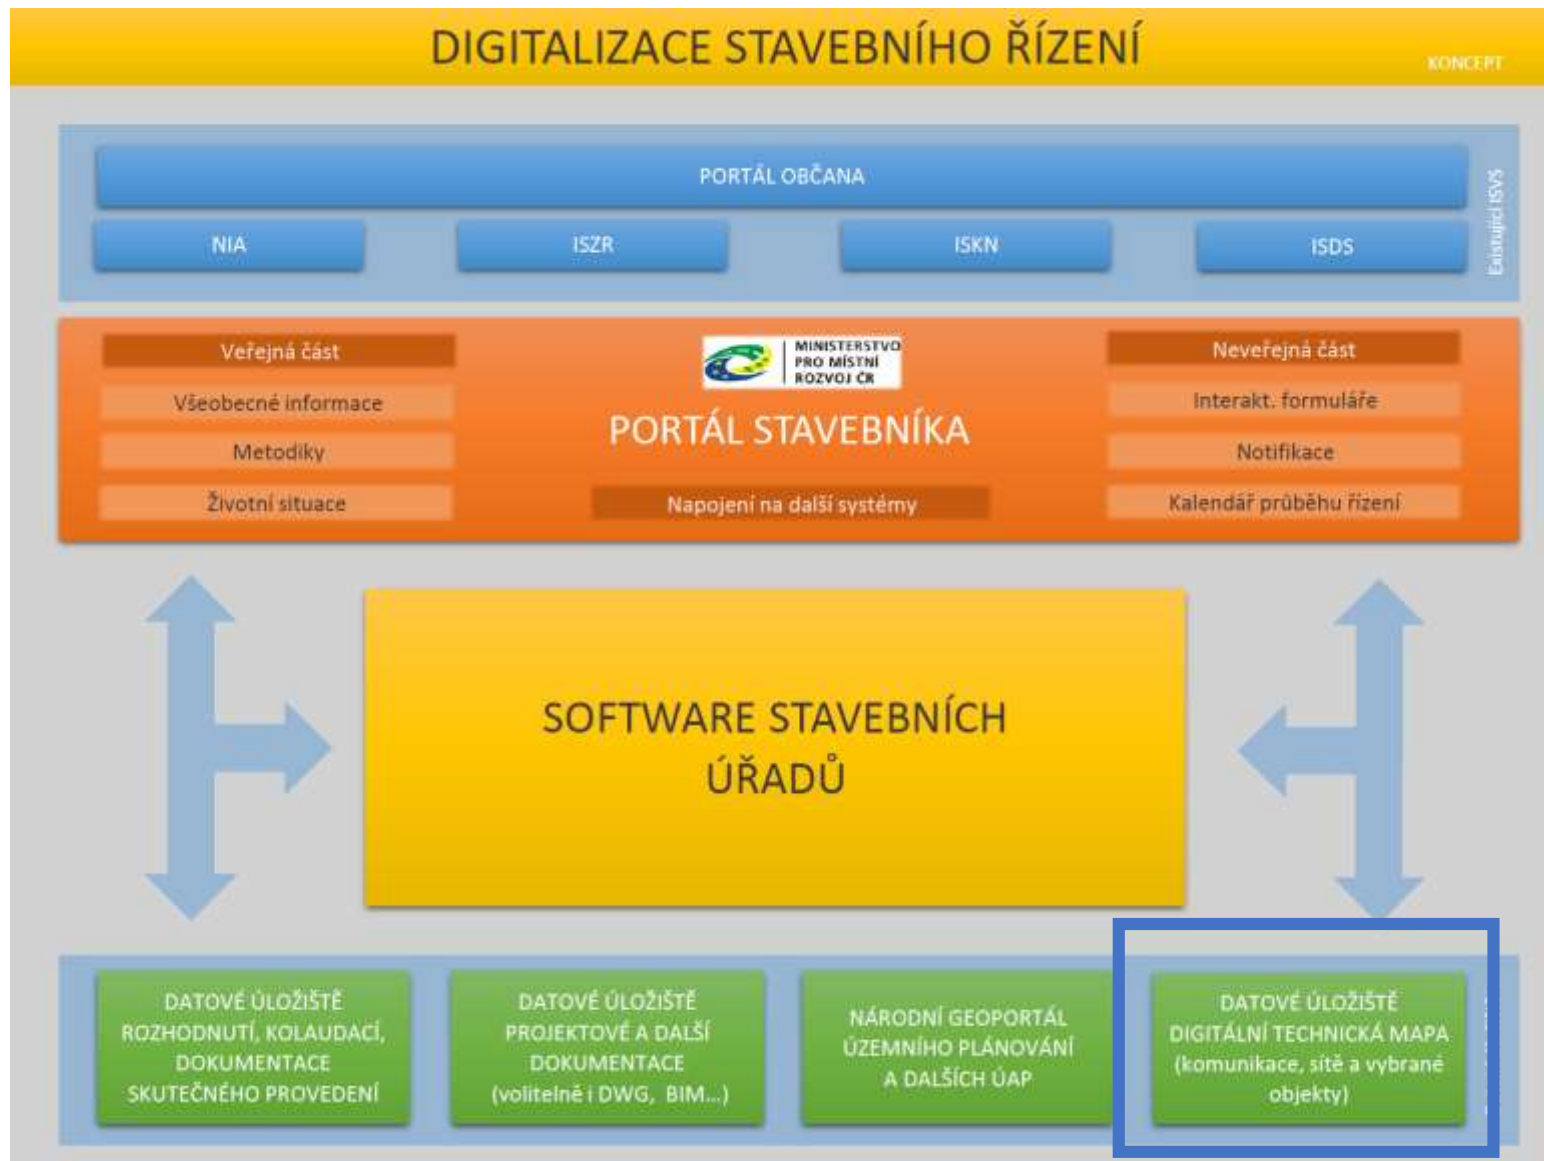 DIGITALIZACE STAVEBNÍHO ŘÍZENÍ
KONCEPT
PORTÁL OBČANA
NIA
ISZR
ISKN
ISDS
Existující ISVS
Veřejná část
Všeobecné informace
Metodiky
Životní situace
MINISTERSTVO
PRO MÍSTNÍ
ROZVOJ ČR
PORTÁL STAVEBNÍKA
Napojení na další systémy
Neveřejná část
Interakt. formuláře
Notifikace
Kalendář průběhu řízení
SOFTWARE STAVEBNÍCH
ÚŘADŮ
DATOVÉ ÚLOŽIŠTĚ
ROZHODNUTÍ, KOLAUDACÍ,
DOKUMENTACE
SKUTEČNÉHO PROVEDENÍ
DATOVÉ ÚLOŽIŠTĚ
PROJEKTOVÉ A DALŠÍ
DOKUMENTACE
(volitelně i DWG, BIM...)
NÁRODNÍ GEOPORTÁL
ÚZEMNÍHO PLÁNOVÁNÍ
A DALŠÍCH ÚAP
DATOVÉ ÚLOŽIŠTĚ
DIGITÁLNÍ TECHNICKÁ MAPA
(komunikace, sítě a vybrané
objekty)